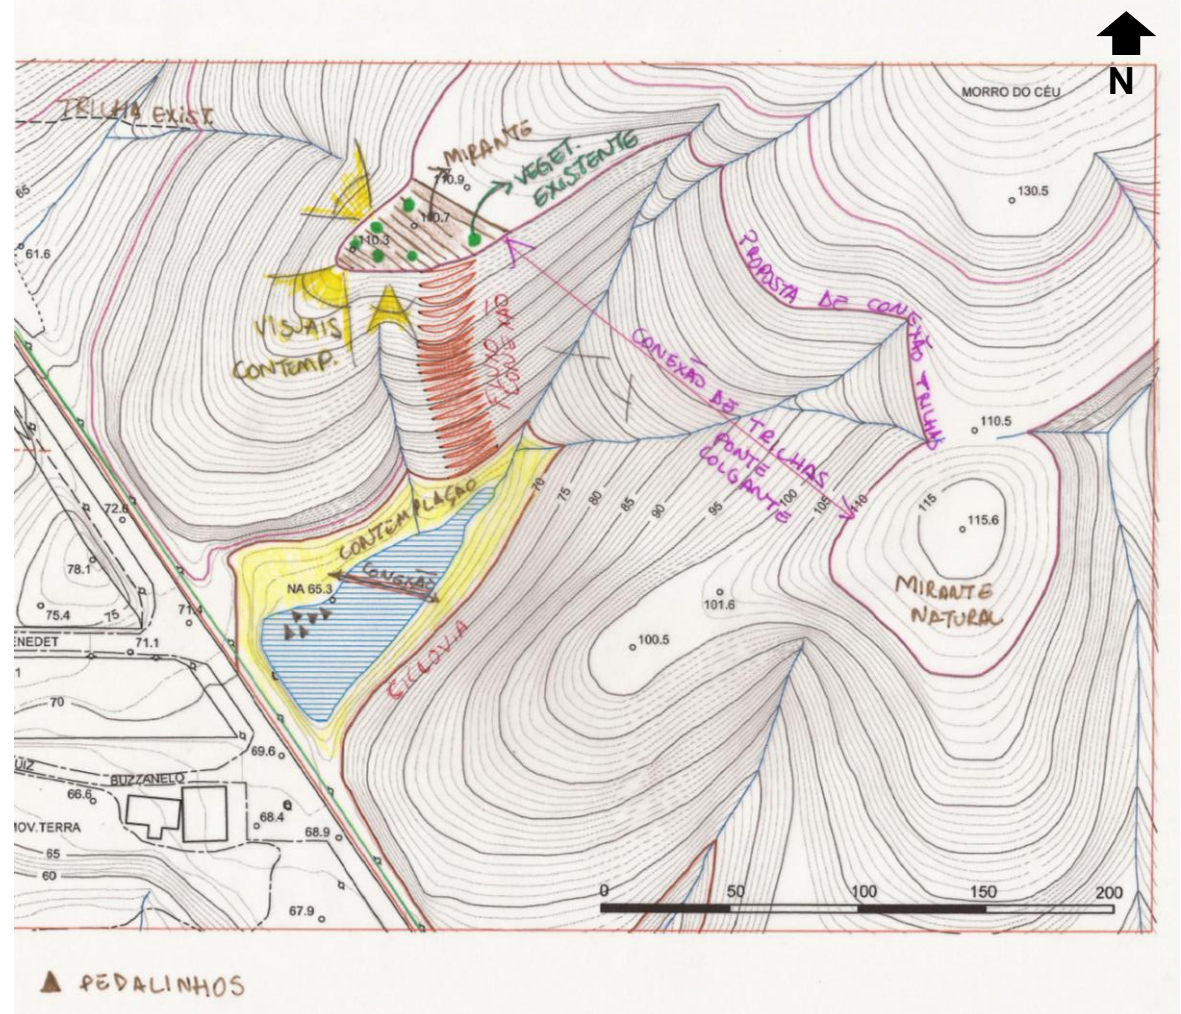 N
MORRO DO CÉU
TRILHA EXIST.
MIRANTE
VEGET.
EXISTENTE
110.9
110.7
110.3
130.5
65
61.6
PROPOSTA DE CONEXÃO TRILHAS
VISUAIS
CONTEMP.
CONEXÃO DE TRILHAS
PONTE
COLGANTE
110.5
70
75
80
85
90
95
100
105
110
115
115.6
CONTEMPLAÇÃO
CONEXÃO
NA 65.3
72.6
78.1
75.4
75
71.4
71.1
ENEDET
MIRANTE
NATURAL
101.6
100.5
CICLOVIA
1
70
69.6
UIZ
BUZZANELO
66.6
68.4
68.9
MOV.TERRA
65
60
67.9
0 50 100 150 200
PEDALINHOS